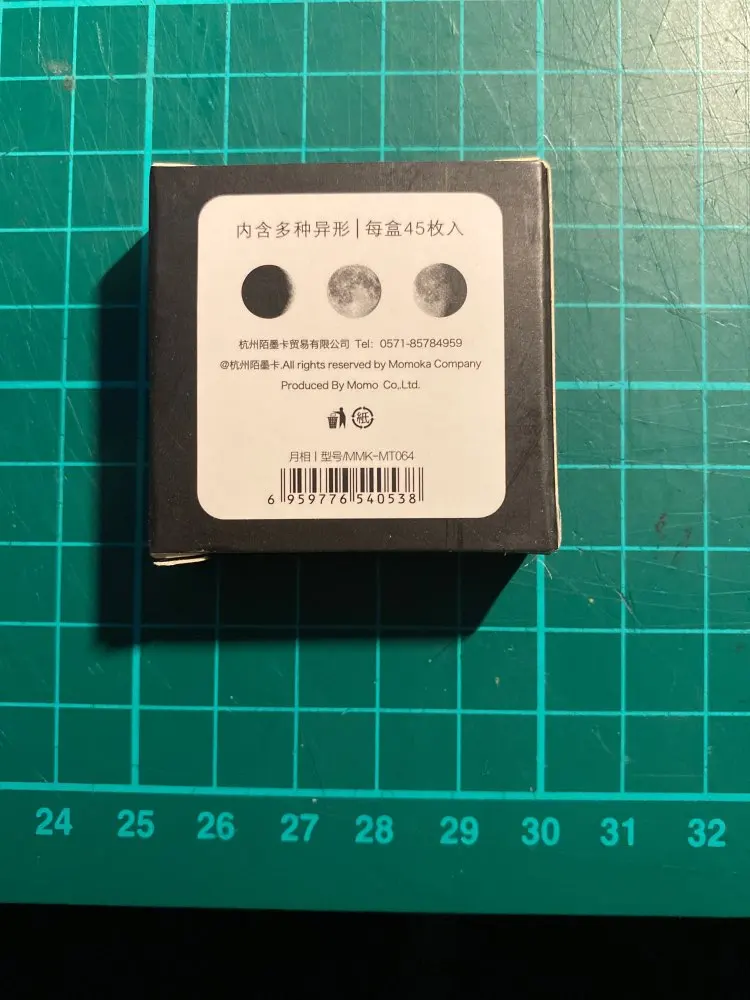 内含多种异形|每盒45枚入
杭州陌墨卡贸易有限公司 Tel: 0571-85784959
@杭州陌墨卡.All rights reserved by Momoka Company
Produced By Momo Co,.Ltd.
紙
月相丨型号/MMK-MT064
6 959776 540538
24 25 26 27 28 29 30 31 32